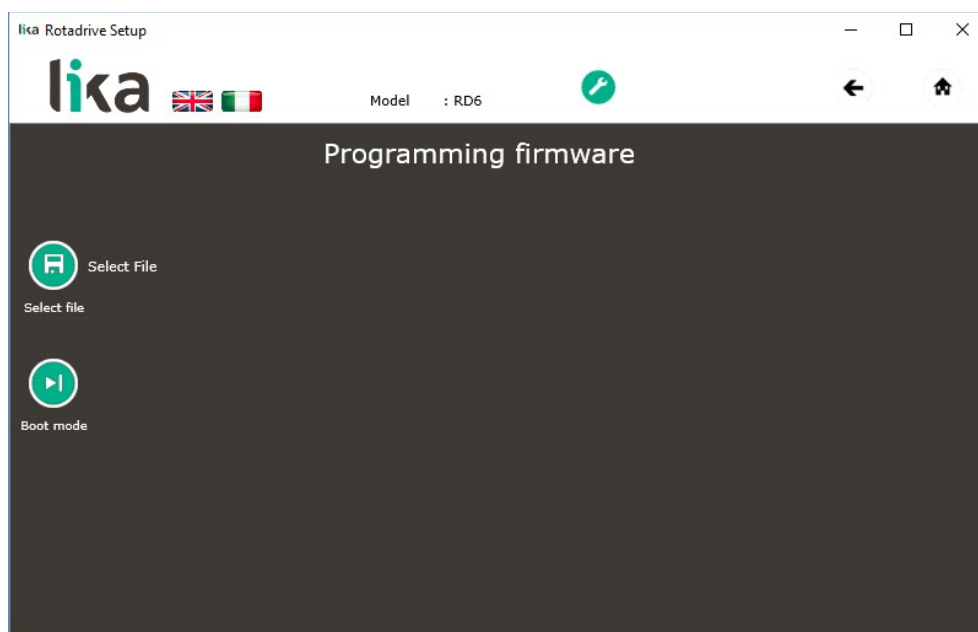 lika Rotadrive Setup
lika
Model : RD6
Programming firmware
Select File
Select file
Boot mode